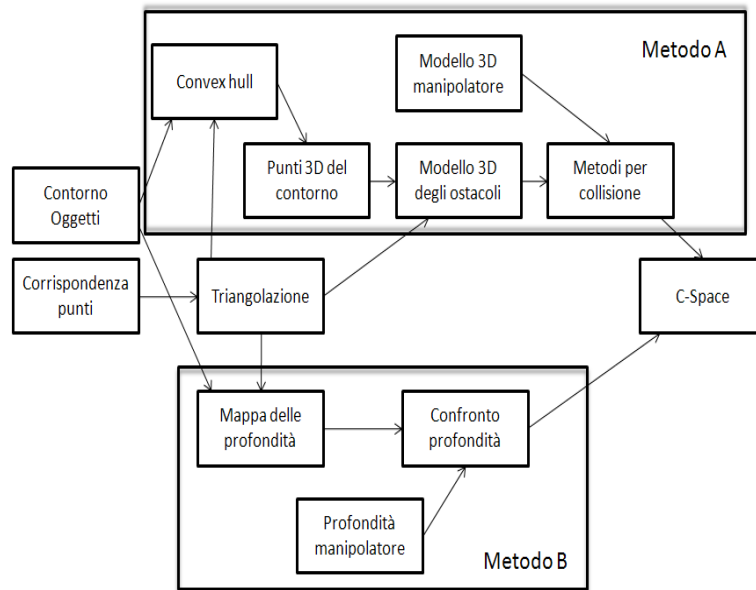 Metodo A
Modello 3D
manipolatore
Convex hull
Punti 3D del
contorno
Modello 3D
degli ostacoli
Metodi per
collisione
Contorno
Oggetti
Corrispondenza
punti
Triangolazione
C-Space
Mappa delle
profondità
Confronto
profondità
Profondità
manipolatore
Metodo B